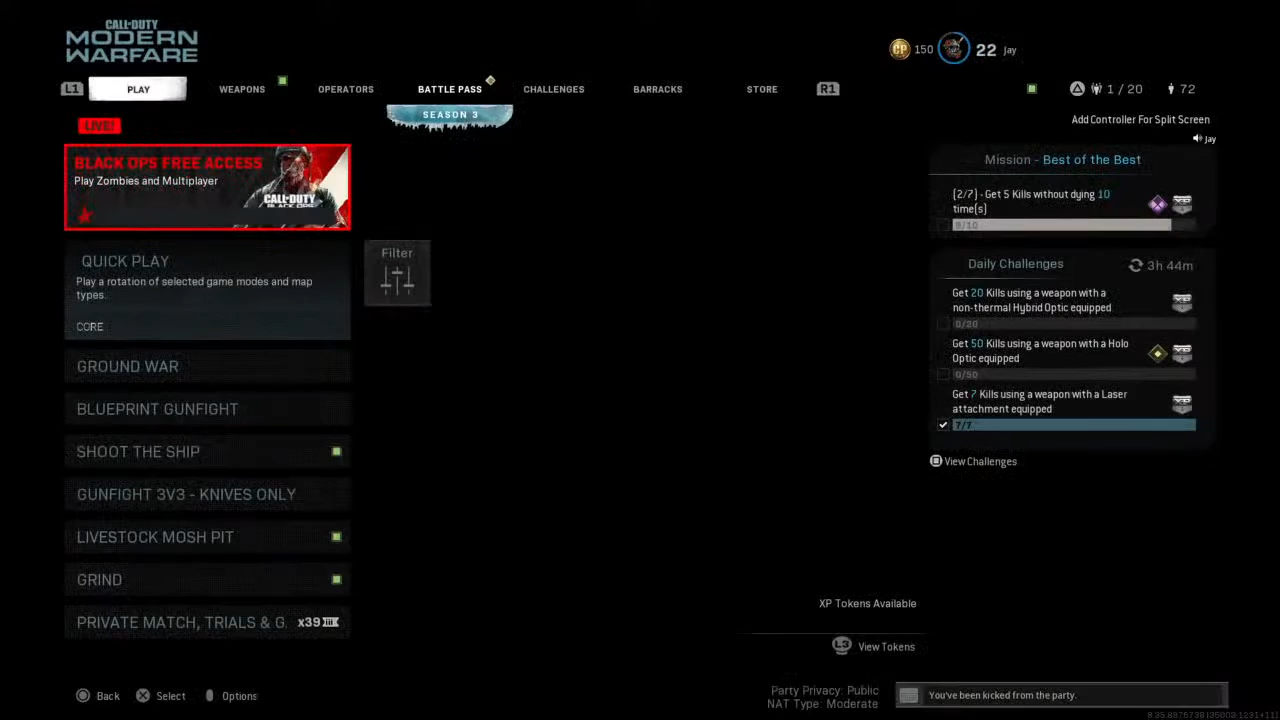 CALL·DUTY
MODERN
WARFARE
150
22 Jay
L1 PLAY WEAPONS OPERATORS BATTLE PASS CHALLENGES BARRACKS STORE R1
1 / 20 72
SEASON 3
Add Controller For Split Screen
LIVE!
Jay
BLACK OPS FREE ACCESS
Play Zombies and Multiplayer
CALL·DUTY
Mission - Best of the Best
(2/7) - Get 5 Kills without dying 10
time(s)
9/10
QUICK PLAY
Play a rotation of selected game modes and map
types.
CORE
Filter
Daily Challenges 3h 44m
Get 20 Kills using a weapon with a
non-thermal Hybrid Optic equipped
0/20
Get 50 Kills using a weapon with a Holo
Optic equipped
0/50
Get 7 Kills using a weapon with a Laser
attachment equipped
7/7
View Challenges
GROUND WAR
BLUEPRINT GUNFIGHT
SHOOT THE SHIP
GUNFIGHT 3V3 - KNIVES ONLY
LIVESTOCK MOSH PIT
GRIND
PRIVATE MATCH, TRIALS & G. x39
XP Tokens Available
L3 View Tokens
Back Select Options
Party Privacy: Public
NAT Type: Moderate
You've been kicked from the party.